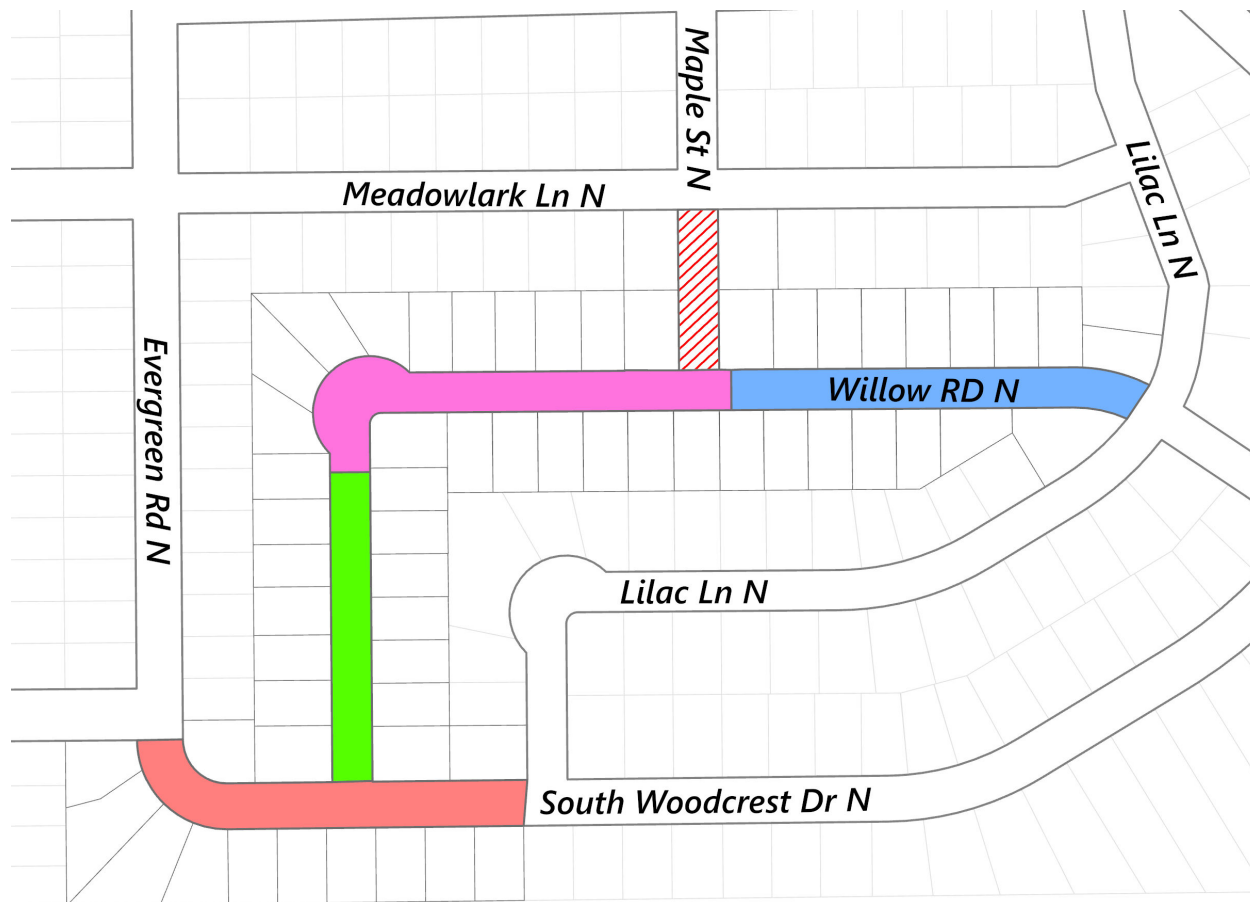 Maple St N
Meadowlark Ln N
Lilac Ln N
Evergreen Rd N
Willow RD N
Lilac Ln N
South Woodcrest Dr N